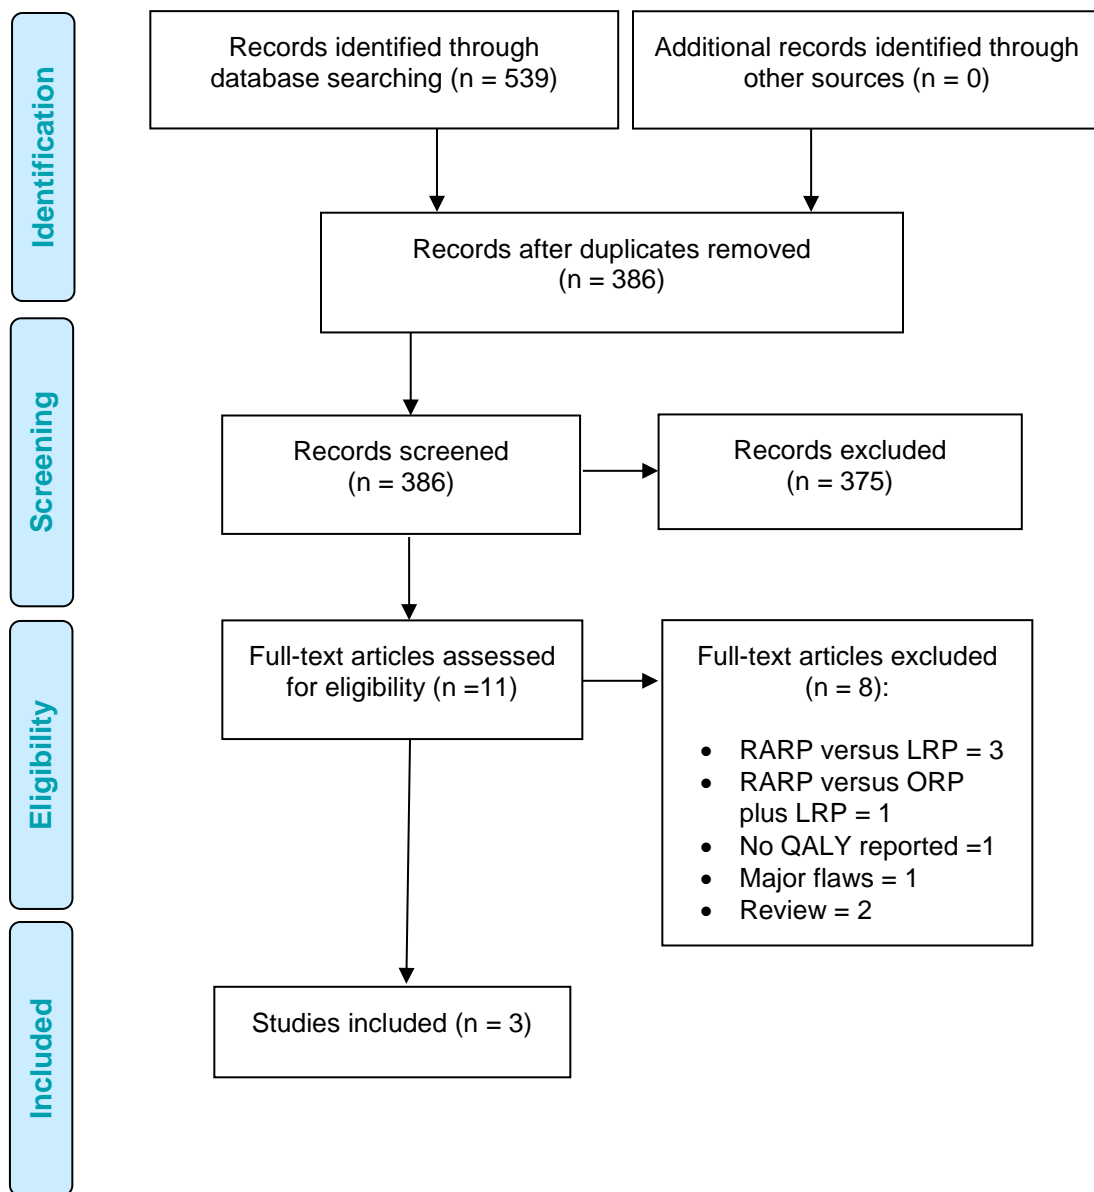 Identification
Records identified through
database searching (n = 539)
Additional records identified through
other sources (n = 0)
Records after duplicates removed
(n = 386)
Screening
Records screened
(n = 386)
Records excluded
(n = 375)
Eligibility
Full-text articles assessed
for eligibility (n =11)
Full-text articles excluded
(n = 8):
• RARP versus LRP = 3
• RARP versus ORP
plus LRP = 1
• No QALY reported =1
• Major flaws = 1
• Review = 2
Included
Studies included (n = 3)